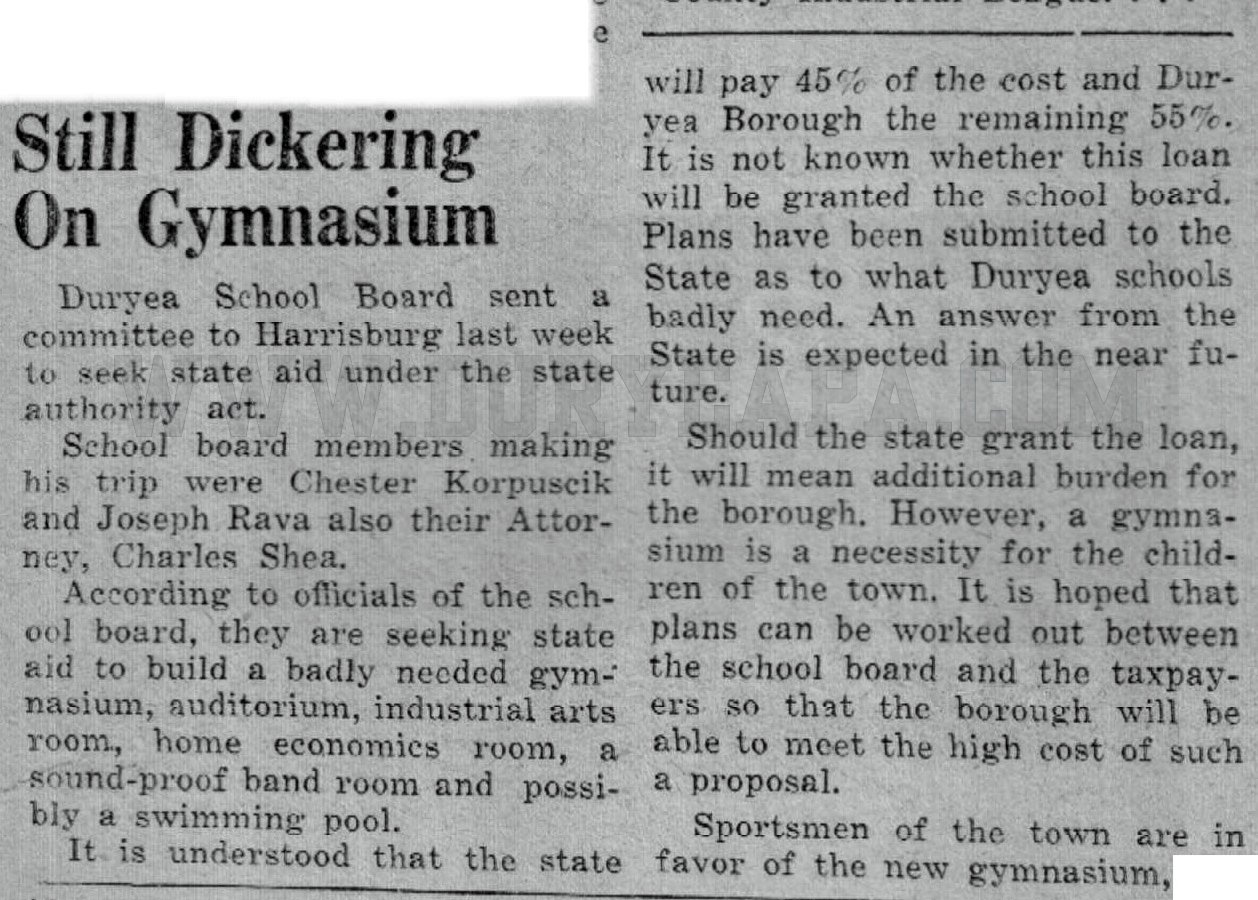 e
Still Dickering
On Gymnasium
Duryea School Board sent a
committee to Harrisburg last week
to seek state aid under the state
authority act.
School board members making
his trip were Chester Korpuscik
and Joseph Rava also their Attor-
ney, Charles Shea.
According to officials of the sch-
ool board, they are seeking state
aid to build a badly needed gym-
nasium, auditorium, industrial arts
room, home economics room, a
sound-proof band room and possi-
bly a swimming pool.
It is understood that the state
will pay 45% of the cost and Dur-
yea Borough the remaining 55%.
It is not known whether this loan
will be granted the school board.
Plans have been submitted to the
State as to what Duryea schools
badly need. An answer from the
State is expected in the near fu-
ture.
Should the state grant the loan,
it will mean additional burden for
the borough. However, a gymna-
sium is a necessity for the child-
ren of the town. It is hoped that
plans can be worked out between
the school board and the taxpay-
ers so that the borough will be
able to meet the high cost of such
a proposal.
Sportsmen of the town are in
favor of the new gymnasium,
WWW.DURYEAPA.COM